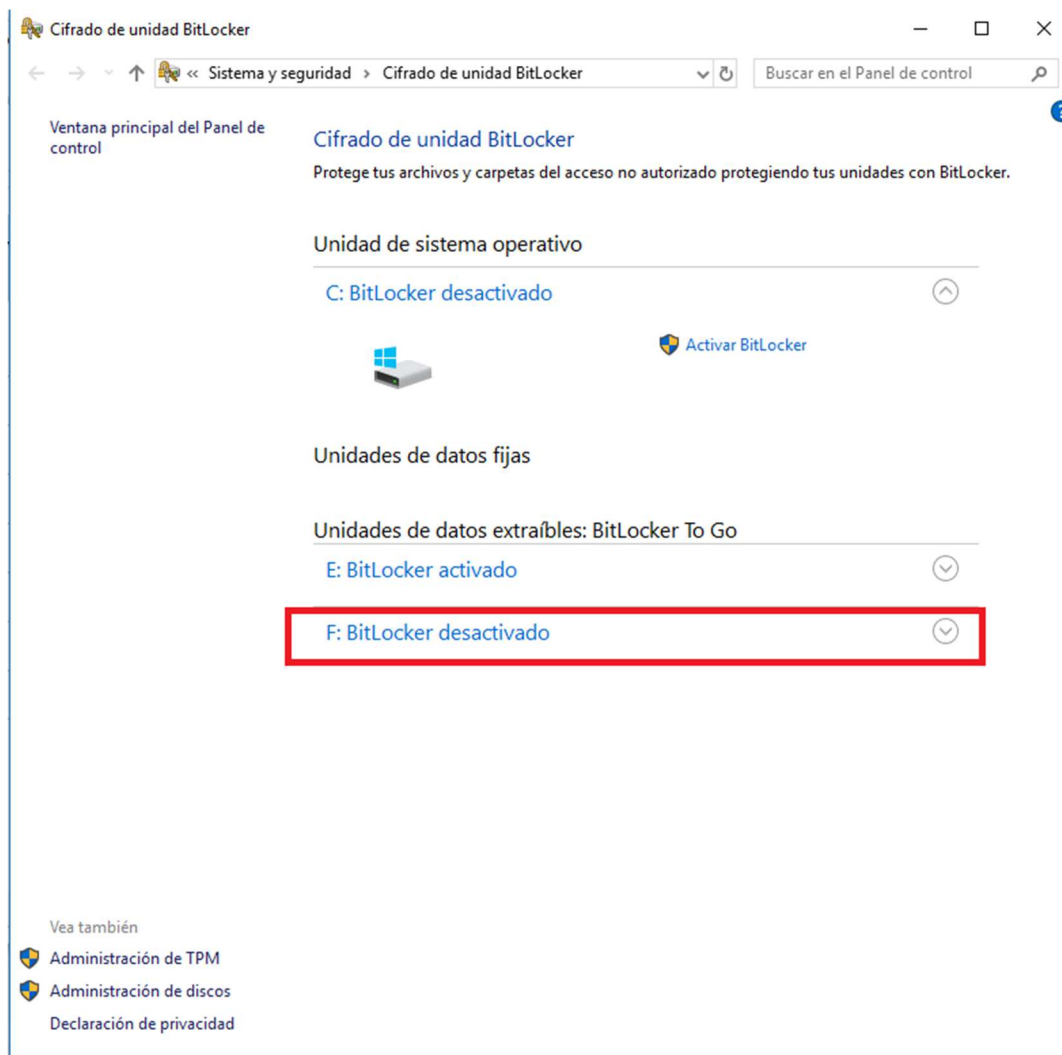 Cifrado de unidad BitLocker
« Sistema y seguridad › Cifrado de unidad BitLocker
Buscar en el Panel de control
Ventana principal del Panel de
control
Cifrado de unidad BitLocker
Protege tus archivos y carpetas del acceso no autorizado protegiendo tus unidades con BitLocker.
Unidad de sistema operativo
C: BitLocker desactivado
Activar BitLocker
Unidades de datos fijas
Unidades de datos extraíbles: BitLocker To Go
E: BitLocker activado
F: BitLocker desactivado
Vea también
Administración de TPM
Administración de discos
Declaración de privacidad